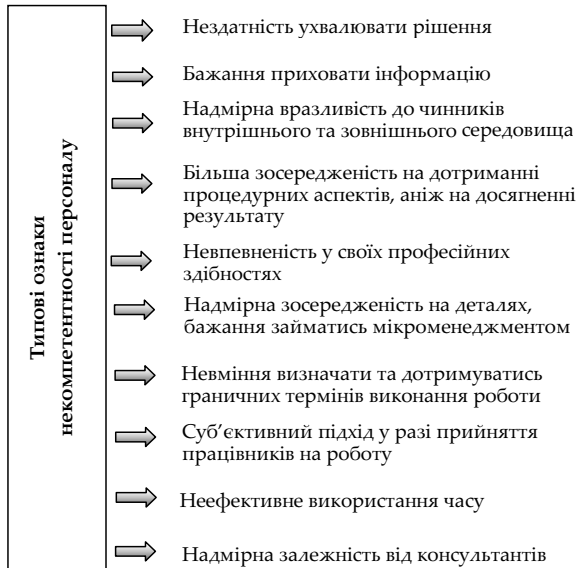 Типові ознаки
некомпетентності персоналу
Нездатність ухвалювати рішення
Бажання приховати інформацію
Надмірна вразливість до чинників
внутрішнього та зовнішнього середовища
Більша зосередженість на дотриманні
процедурних аспектів, аніж на досягненні
результату
Невпевненість у своїх професійних
здібностях
Надмірна зосередженість на деталях,
бажання займатись мікроменеджментом
Невміння визначати та дотримуватись
граничних термінів виконання роботи
Суб’єктивний підхід у разі прийняття
працівників на роботу
Неефективне використання часу
Надмірна залежність від консультантів